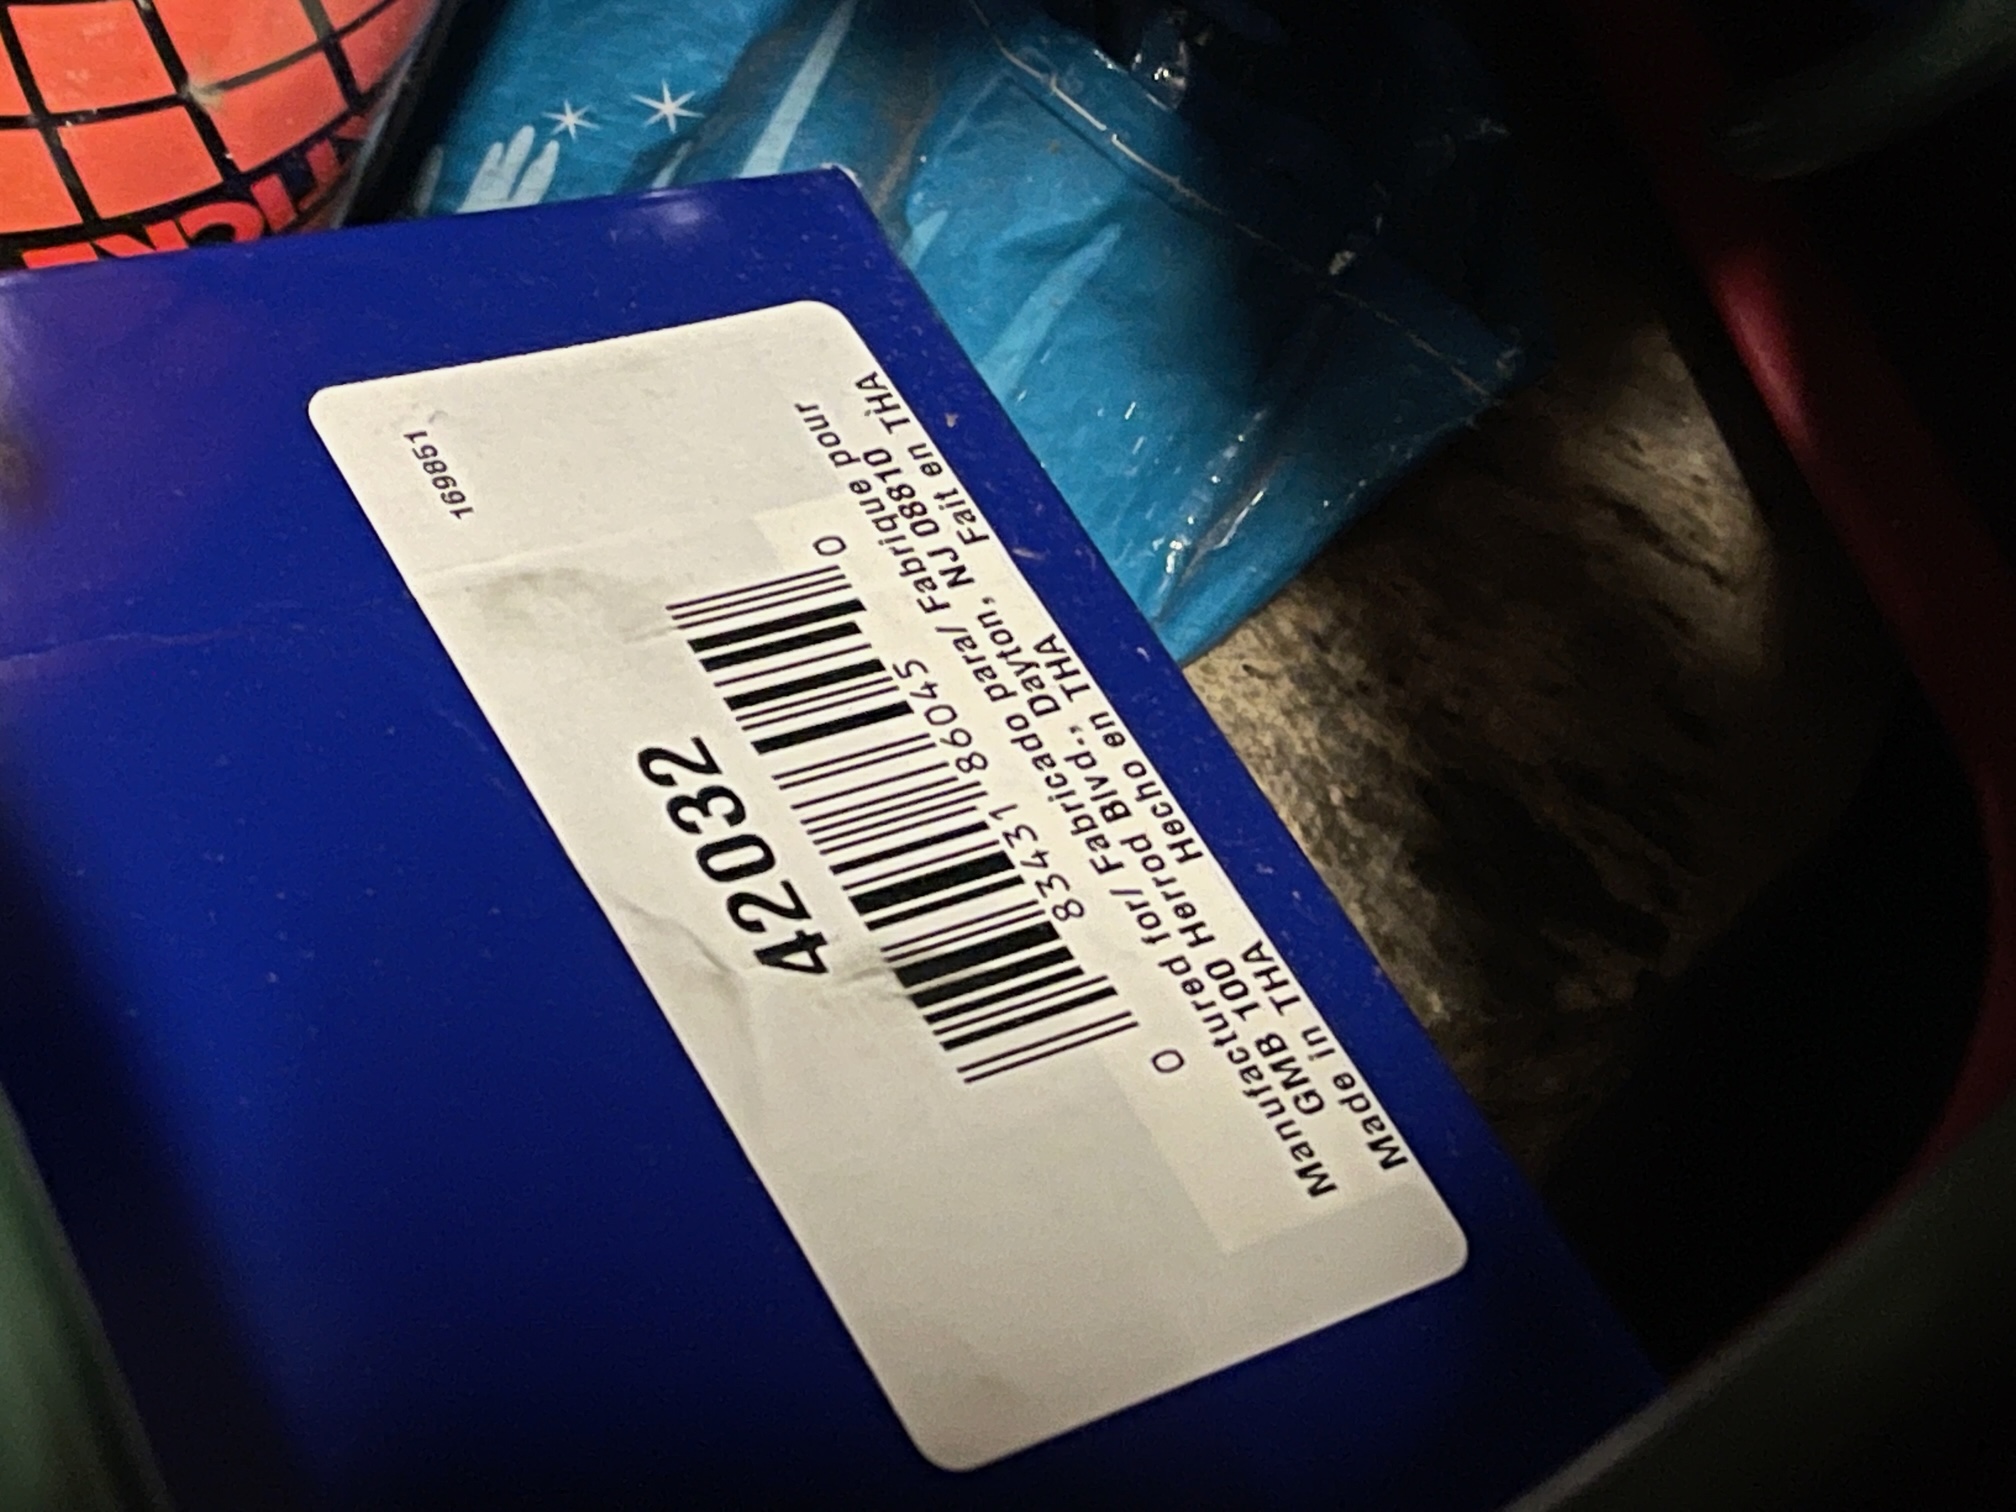 169851
42032
0 83431 86045 0
Manufactured for/ Fabricado para/ Fabrique pour
GMB 100 Herrod Blvd., Dayton, NJ 08810
Made in THA Hecho en THA Fait en THA